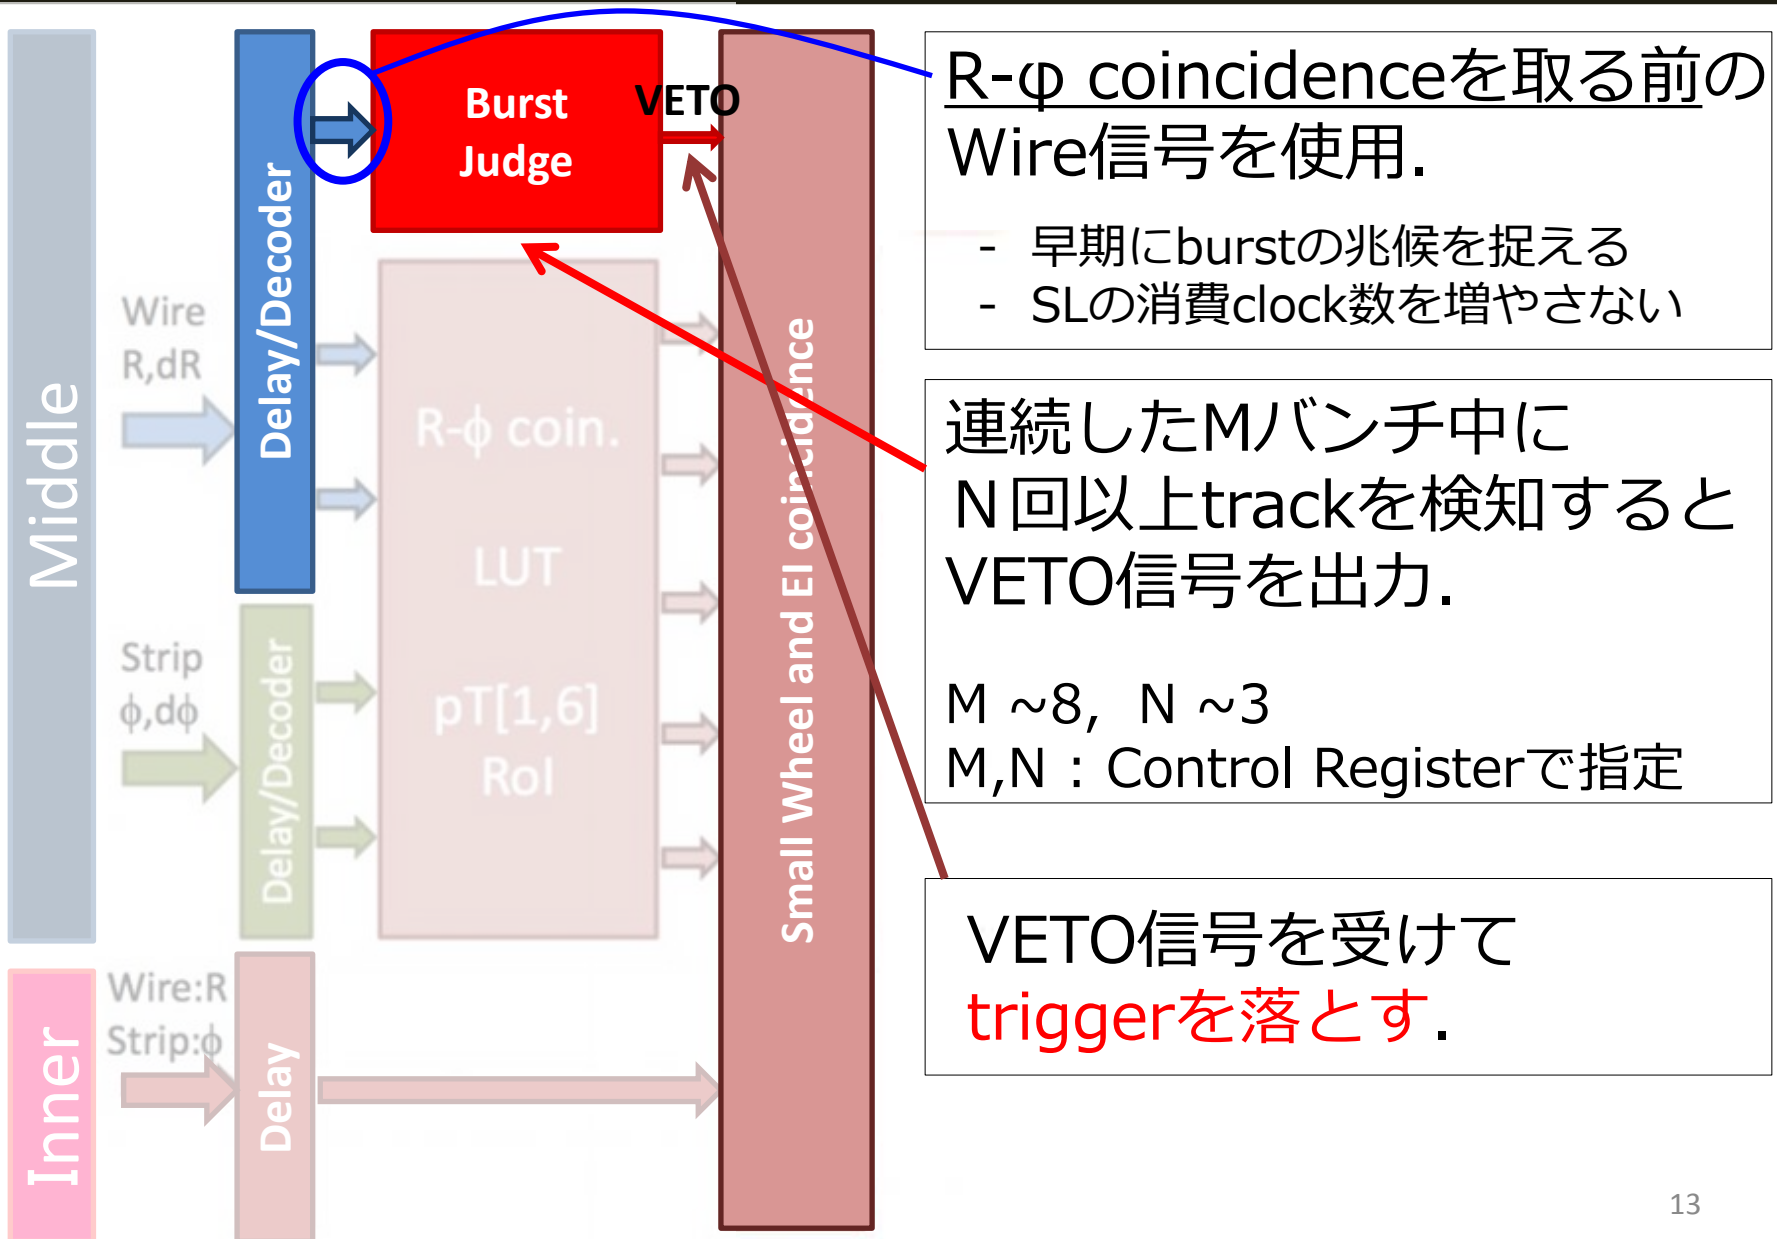 Middle
Wire
R,dR
Strip
ϕ,dϕ
Inner
Wire:R
Strip:ϕ
Delay/Decoder
Delay/Decoder
Delay
Burst
Judge
VETO
R-ϕ coin.
LUT
pT[1,6]
RoI
Small Wheel and EI coincidence
R-φ coincidenceを取る前の
Wire信号を使用.
- 早期にburstの兆候を捉える
- SLの消費clock数を増やさない
連続したMバンチ中に
Ｎ回以上trackを検知すると
VETO信号を出力.
M ~8, N ~3
M,N : Control Registerで指定
VETO信号を受けて
triggerを落とす.
13